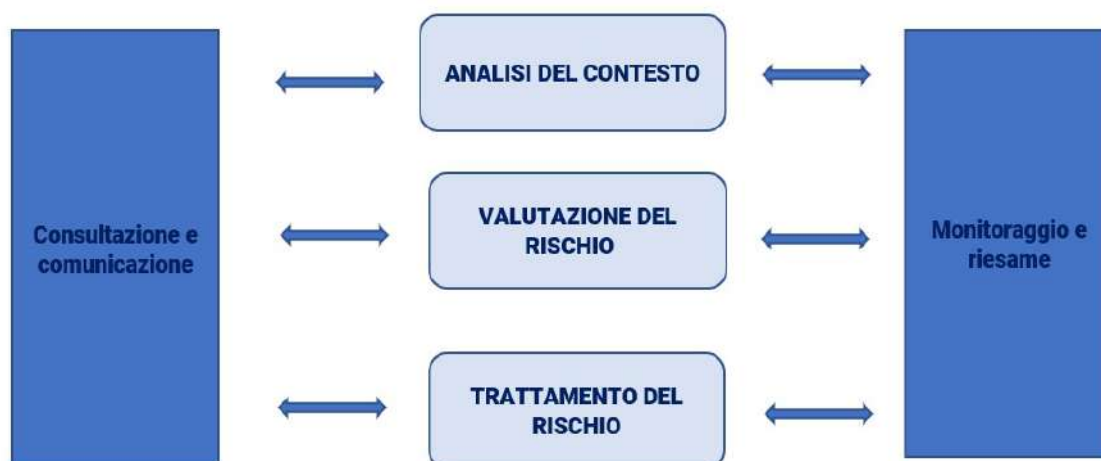 ANALISI DEL CONTESTO
Consultazione e
comunicazione
VALUTAZIONE DEL
RISCHIO
Monitoraggio e
riesame
TRATTAMENTO DEL
RISCHIO